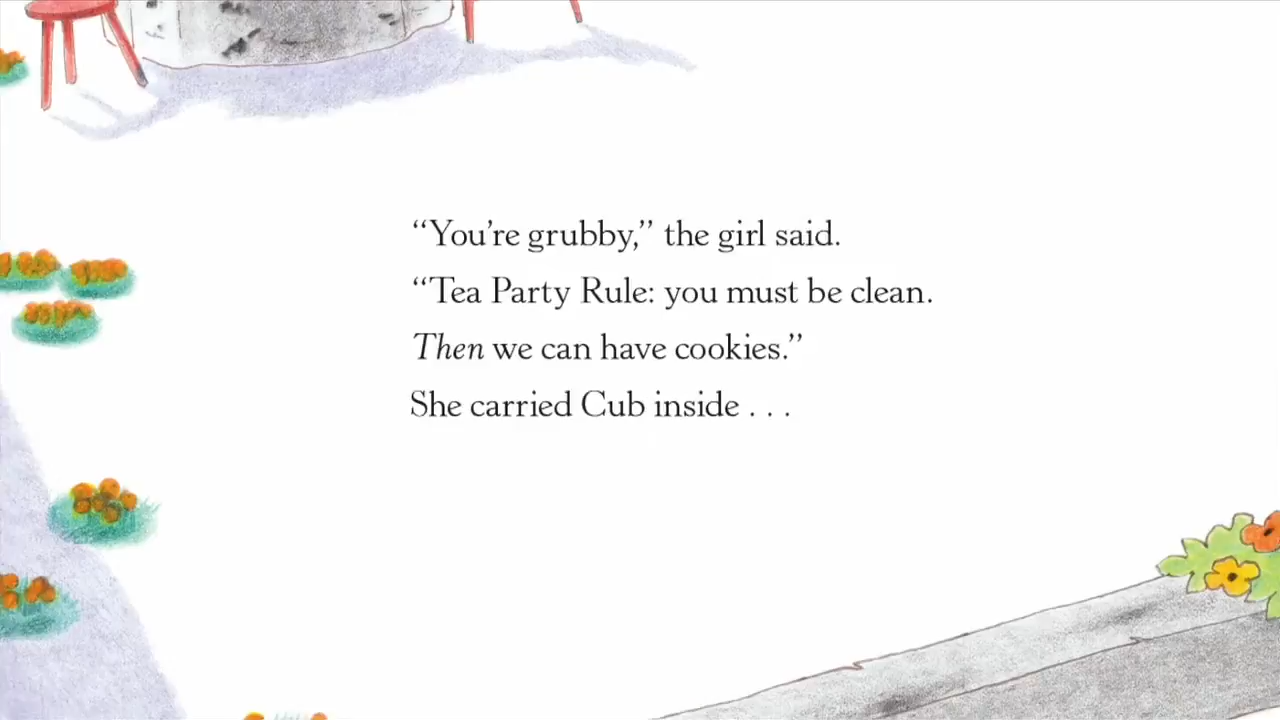 “You’re grubby,” the girl said.
“Tea Party Rule: you must be clean.
Then we can have cookies.”
She carried Cub inside . . .